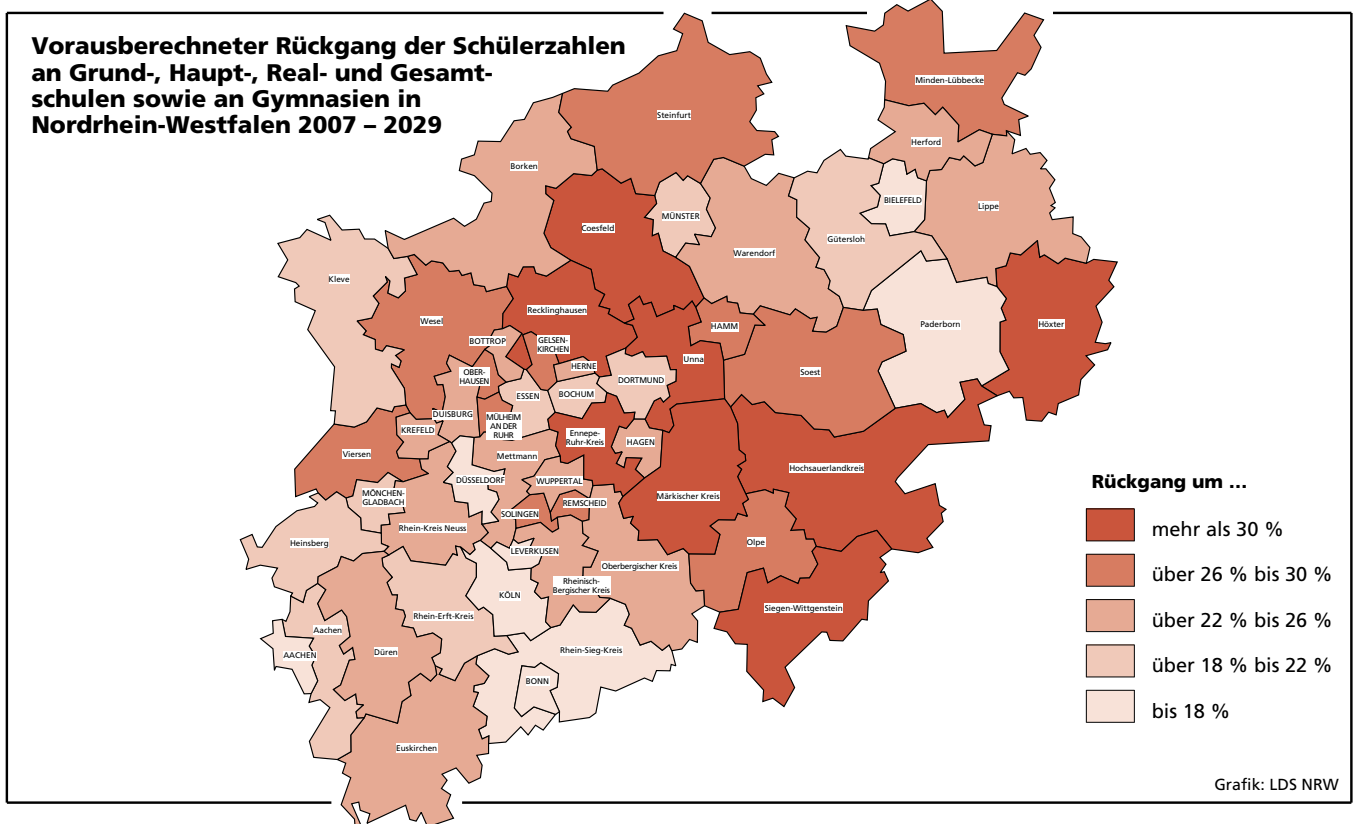 Vorausberechneter Rückgang der Schülerzahlen
an Grund-, Haupt-, Real- und Gesamt-
schulen sowie an Gymnasien in
Nordrhein-Westfalen 2007 – 2029
Minden-Lübbecke
Steinfurt
Herford
Borken
BIELEFELD
Lippe
MÜNSTER
Coesfeld
Gütersloh
Warendorf
Kleve
Recklinghausen
Wesel
HAMM
Paderborn
Höxter
BOTTROP
GELSEN-
KIRCHEN
Unna
HERNE
Soest
OBER-
HAUSEN
DORTMUND
ESSEN
BOCHUM
DUISBURG
MÜLHEIM
AN DER
RUHR
KREFELD
Ennepe-
Ruhr-Kreis
HAGEN
Viersen
Mettmann
Hochsauerlandkreis
DÜSSELDORF
WUPPERTAL
MÖNCHEN-
GLADBACH
Märkischer Kreis
REMSCHEID
SOLINGEN
Rhein-Kreis Neuss
Heinsberg
Olpe
LEVERKUSEN
Oberbergischer Kreis
Rheinisch-
Bergischer Kreis
KÖLN
Siegen-Wittgenstein
Rhein-Erft-Kreis
Aachen
AACHEN
Düren
Rhein-Sieg-Kreis
BONN
Euskirchen
Rückgang um ...
mehr als 30 %
über 26 % bis 30 %
über 22 % bis 26 %
über 18 % bis 22 %
bis 18 %
Grafik: LDS NRW